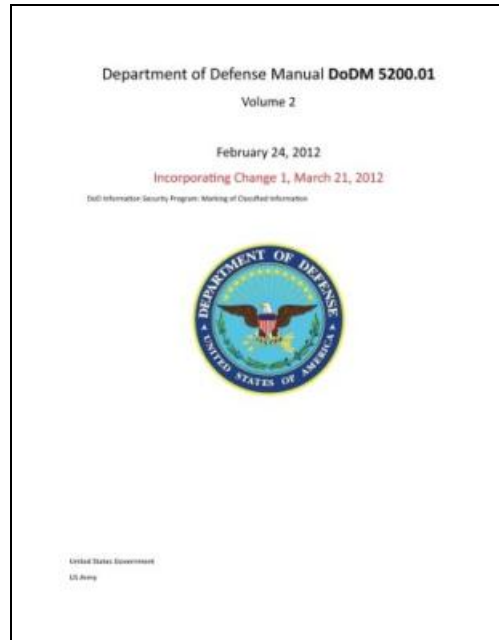 Department of Defense Manual DoDM 5200.01
Volume 2
February 24, 2012
Incorporating Change 1, March 21, 2012
DoD Information Security Program: Marking of Classified Information
DEPARTMENT OF DEFENSE
UNITED STATES OF AMERICA
United States Government
US Army